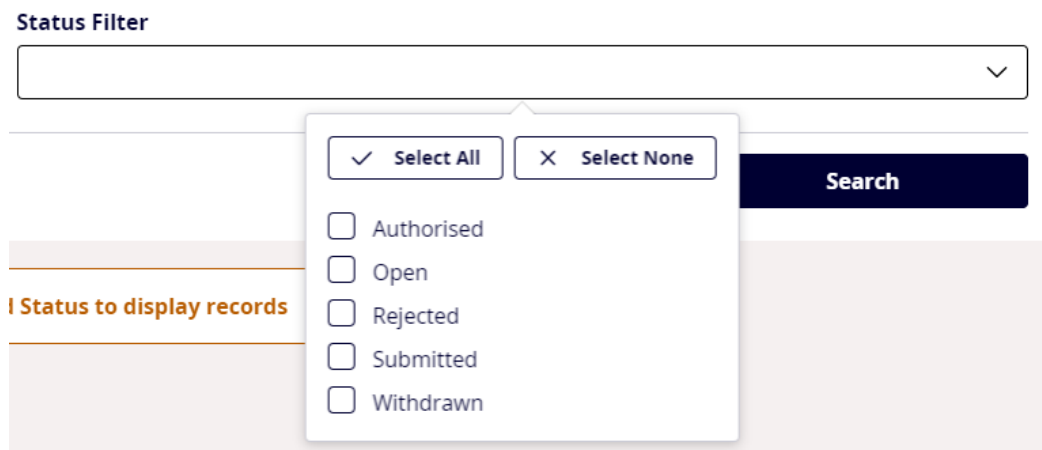 Status Filter
Select All
Select None
Search
Authorised
Open
Status to display records
Rejected
Submitted
Withdrawn